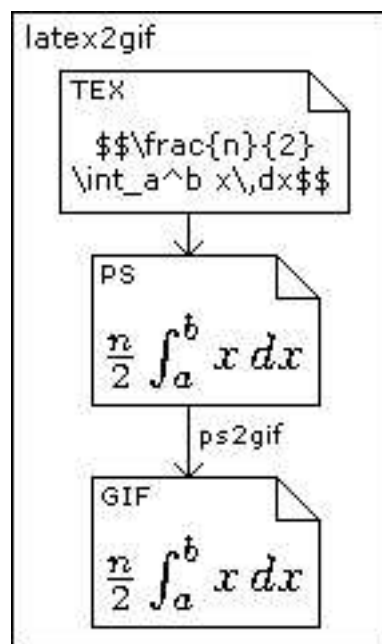 latex2gif
TEX
$$\frac{n}{2}
\int_a^b x\,dx$$
PS
n/2 ∫_a^b x dx
ps2gif
GIF
n/2 ∫_a^b x dx